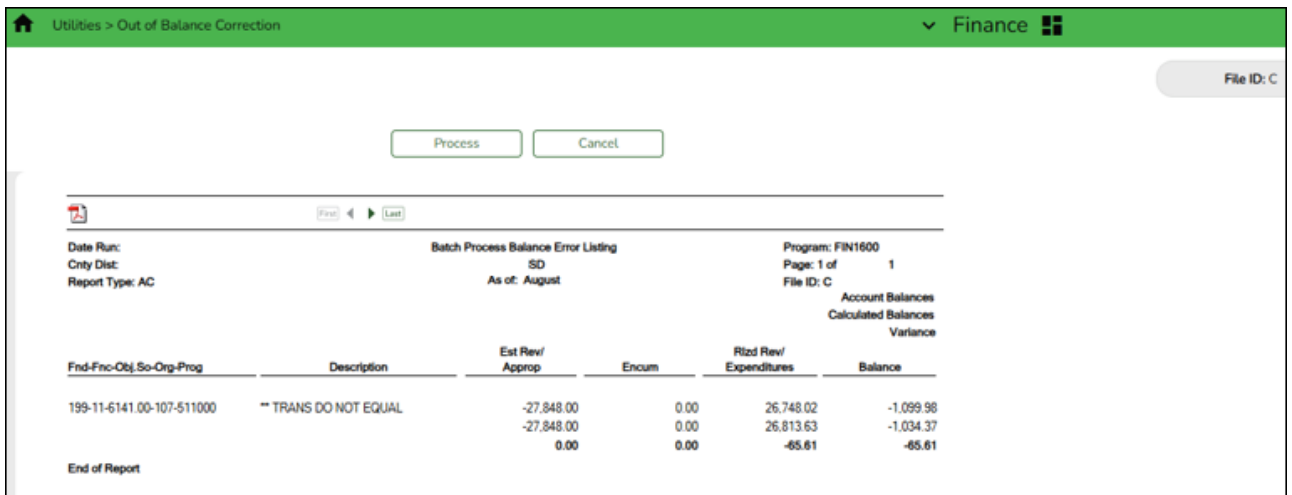 Utilities > Out of Balance Correction
Finance
File ID: C
Process Cancel
First Last
Date Run: Batch Process Balance Error Listing Program: FIN1600
Cnty Dist: SD Page: 1 of 1
Report Type: AC As of: August File ID: C
Account Balances
Calculated Balances
Variance
Est Rev/ Rlzd Rev/
Fnd-Fnc-Obj.So-Org-Prog Description Approp Encum Expenditures Balance
199-11-6141.00-107-511000 ** TRANS DO NOT EQUAL -27,848.00 0.00 26,748.02 -1,099.98
-27,848.00 0.00 26,813.63 -1,034.37
0.00 0.00 -65.61 -65.61
End of Report